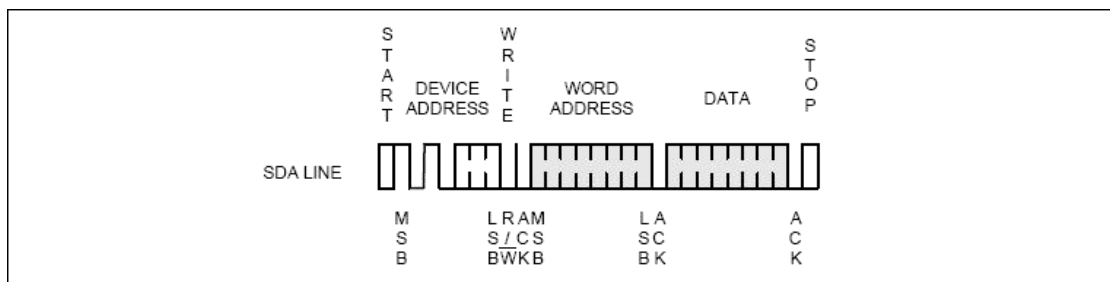 START
DEVICE ADDRESS
WRITE
WORD ADDRESS
DATA
STOP
SDA LINE
MSB
LSB
R/W
ACK
MSB
LSB
ACK
ACK